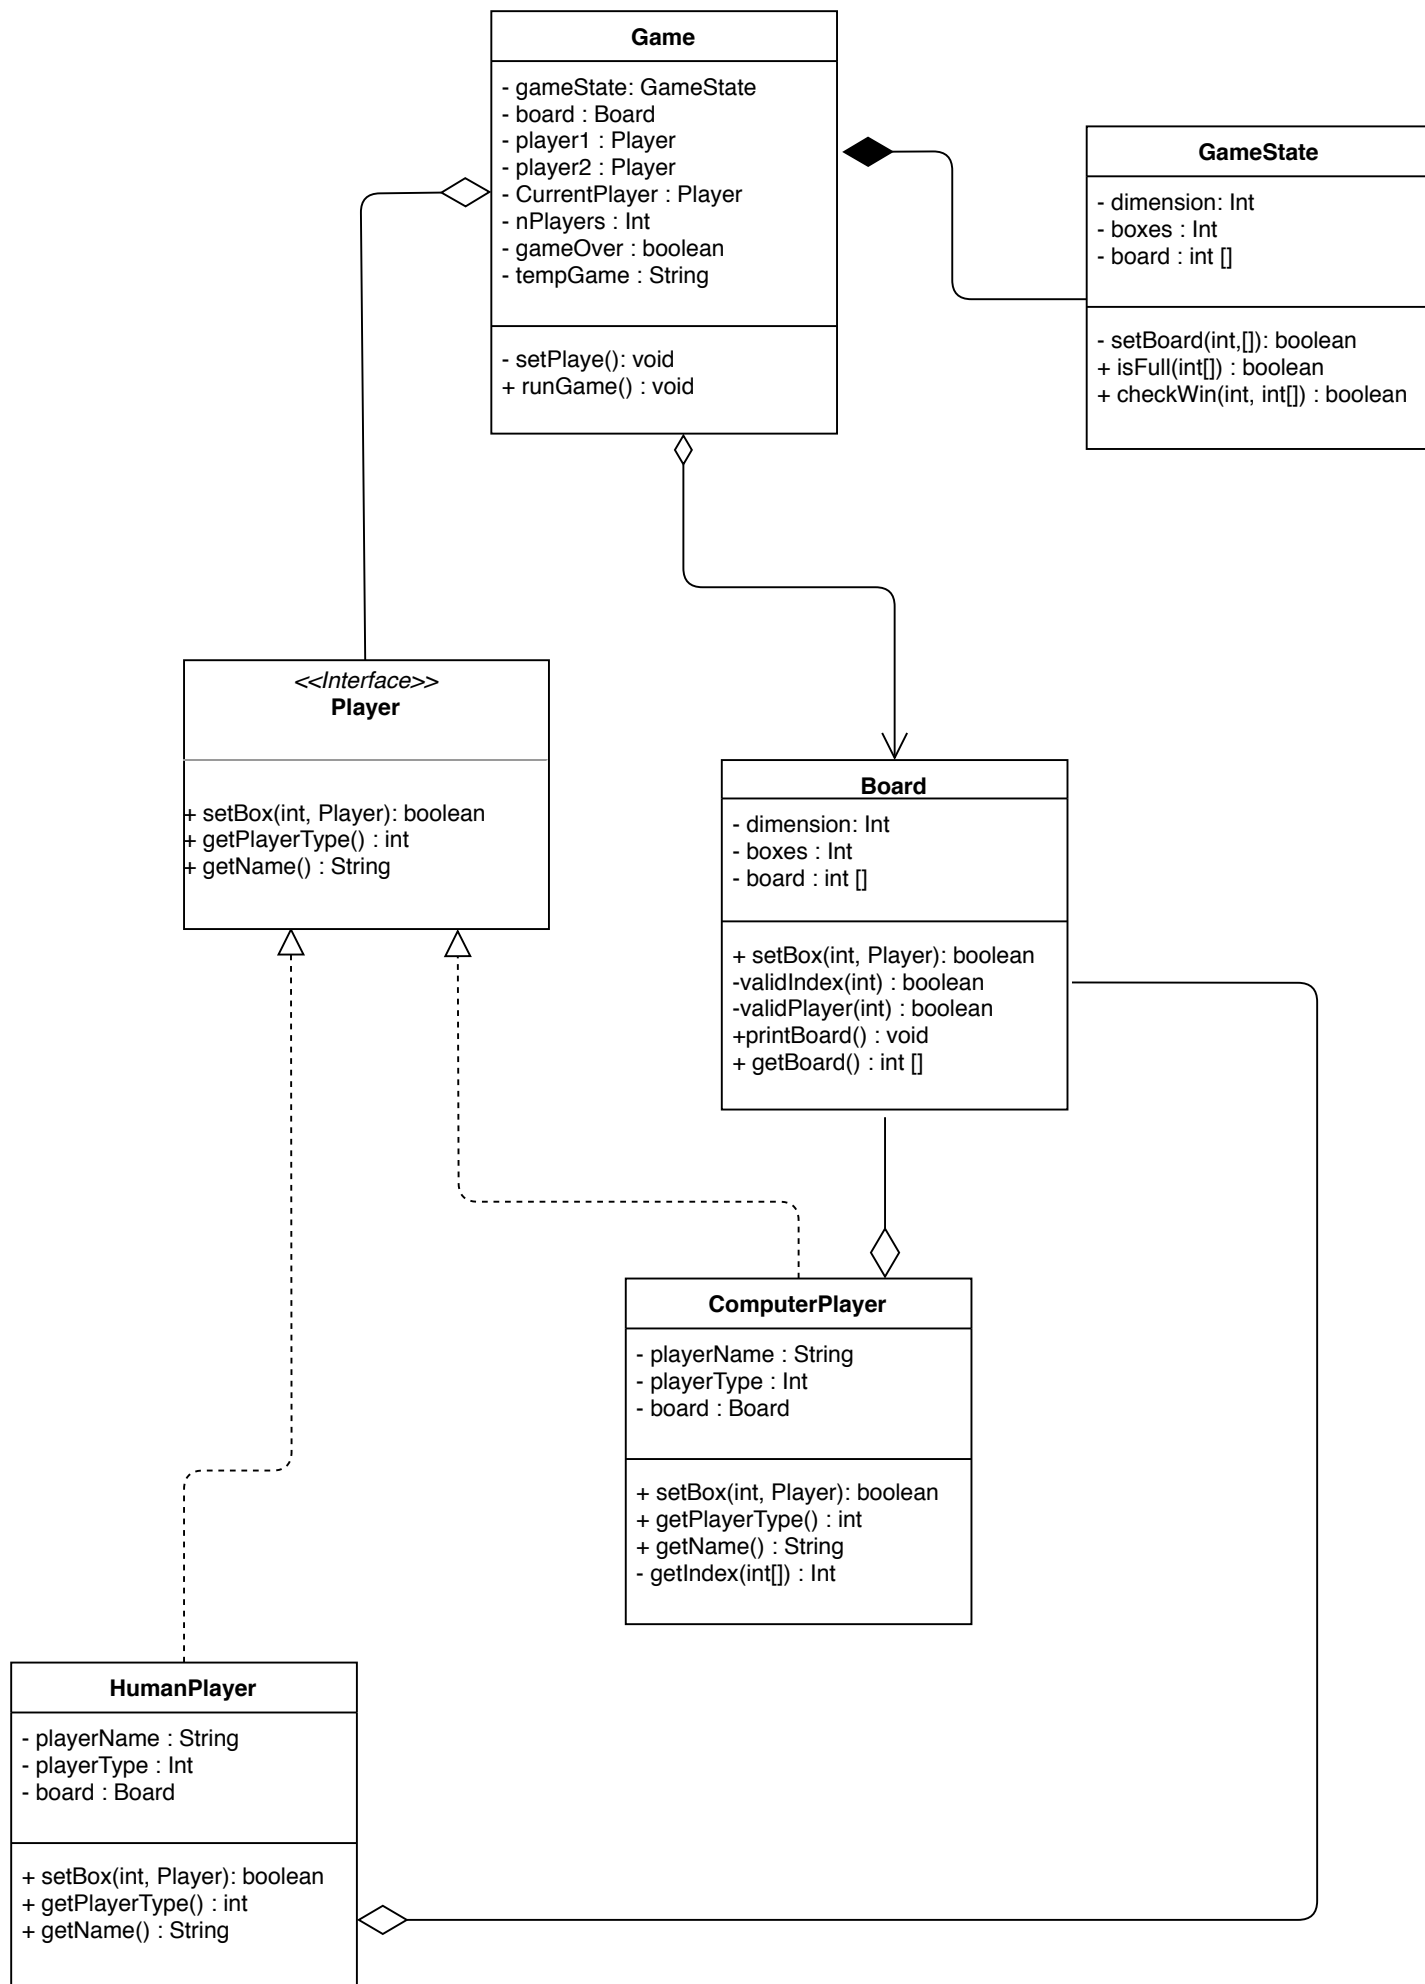 Game
- gameState: GameState
- board : Board
- player1 : Player
- player2 : Player
- CurrentPlayer : Player
- nPlayers : Int
- gameOver : boolean
- tempGame : String
- setPlaye(): void
+ runGame() : void
GameState
- dimension: Int
- boxes : Int
- board : int []
- setBoard(int,[]): boolean
+ isFull(int[]) : boolean
+ checkWin(int, int[]) : boolean
<<Interface>>
Player
+ setBox(int, Player): boolean
+ getPlayerType() : int
+ getName() : String
Board
- dimension: Int
- boxes : Int
- board : int []
+ setBox(int, Player): boolean
-validIndex(int) : boolean
-validPlayer(int) : boolean
+printBoard() : void
+ getBoard() : int []
ComputerPlayer
- playerName : String
- playerType : Int
- board : Board
+ setBox(int, Player): boolean
+ getPlayerType() : int
+ getName() : String
- getIndex(int[]) : Int
HumanPlayer
- playerName : String
- playerType : Int
- board : Board
+ setBox(int, Player): boolean
+ getPlayerType() : int
+ getName() : String